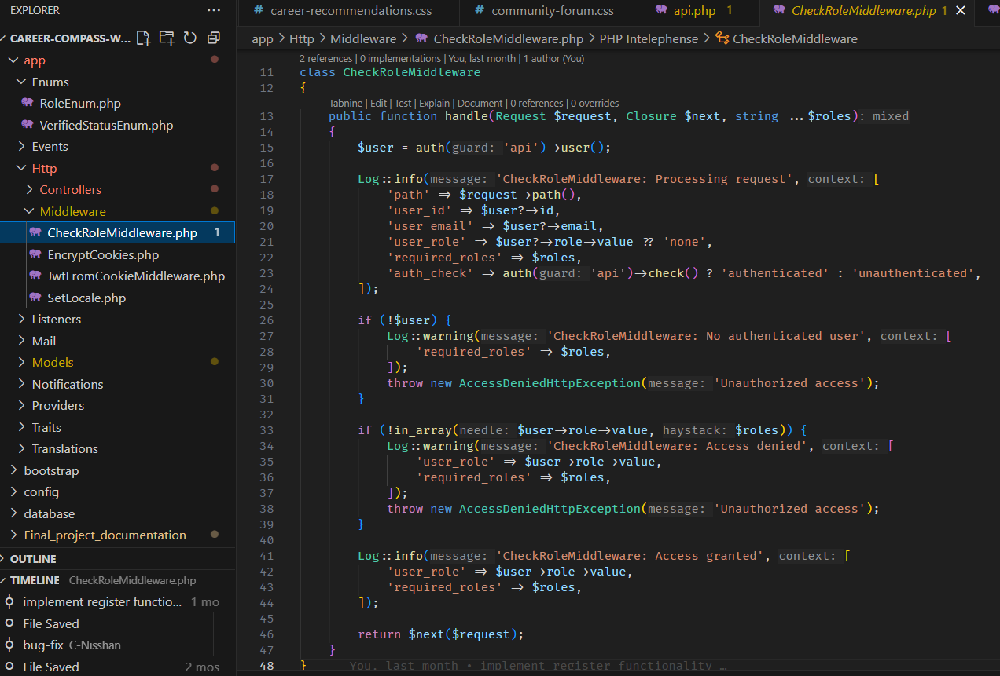 EXPLORER ···
CAREER-COMPASS-W...
app
Enums
RoleEnum.php
VerifiedStatusEnum.php
Events
Http
Controllers
Middleware
CheckRoleMiddleware.php 1
EncryptCookies.php
JwtFromCookieMiddleware.php
SetLocale.php
Listeners
Mail
Models
Notifications
Providers
Traits
Translations
bootstrap
config
database
Final_project_documentation
OUTLINE
TIMELINE CheckRoleMiddleware.php
implement register functio... 1 mo
File Saved
bug-fix C-Nisshan
File Saved 2 mos
# career-recommendations.css # community-forum.css api.php 1 CheckRoleMiddleware.php 1 ×
app > Http > Middleware > CheckRoleMiddleware.php > PHP Intelephense > CheckRoleMiddleware
2 references | 0 implementations | You, last month | 1 author (You)
11 class CheckRoleMiddleware
12 {
Tabnine | Edit | Test | Explain | Document | 0 references | 0 overrides
13 public function handle(Request $request, Closure $next, string ...$roles): mixed
14 {
15 $user = auth(guard: 'api')->user();
16
17 Log::info(message: 'CheckRoleMiddleware: Processing request', context: [
18 'path' => $request->path(),
19 'user_id' => $user?->id,
20 'user_email' => $user?->email,
21 'user_role' => $user?->role->value ?? 'none',
22 'required_roles' => $roles,
23 'auth_check' => auth(guard: 'api')->check() ? 'authenticated' : 'unauthenticated',
24 ]);
25
26 if (!$user) {
27 Log::warning(message: 'CheckRoleMiddleware: No authenticated user', context: [
28 'required_roles' => $roles,
29 ]);
30 throw new AccessDeniedHttpException(message: 'Unauthorized access');
31 }
32
33 if (!in_array(needle: $user->role->value, haystack: $roles)) {
34 Log::warning(message: 'CheckRoleMiddleware: Access denied', context: [
35 'user_role' => $user->role->value,
36 'required_roles' => $roles,
37 ]);
38 throw new AccessDeniedHttpException(message: 'Unauthorized access');
39 }
40
41 Log::info(message: 'CheckRoleMiddleware: Access granted', context: [
42 'user_role' => $user->role->value,
43 'required_roles' => $roles,
44 ]);
45
46 return $next($request);
47 }
48 } You, last month • implement register functionality …